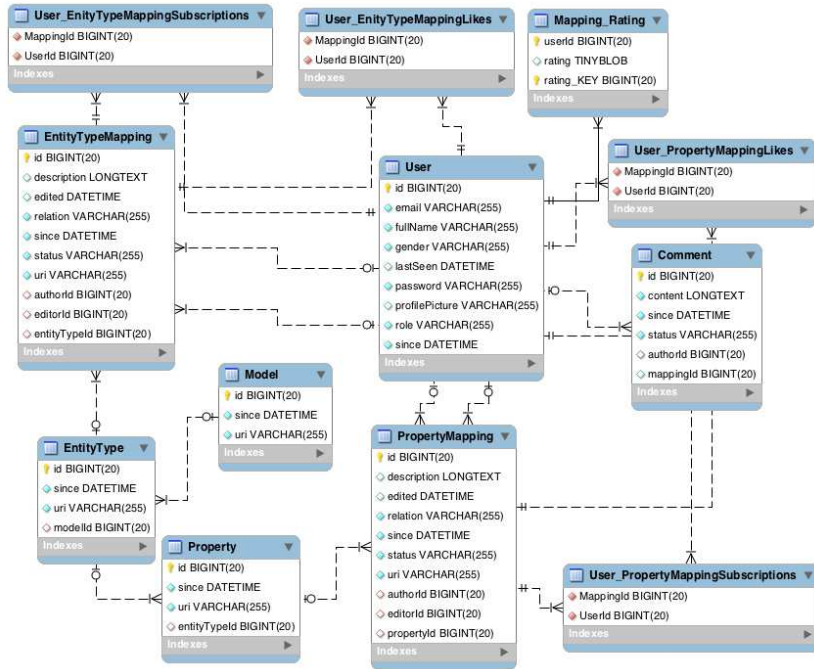 User_EnityTypeMappingSubscriptions
MappingId BIGINT(20)
UserId BIGINT(20)
Indexes
User_EnityTypeMappingLikes
MappingId BIGINT(20)
UserId BIGINT(20)
Indexes
Mapping_Rating
userId BIGINT(20)
rating TINYBLOB
rating_KEY BIGINT(20)
Indexes
EntityTypeMapping
id BIGINT(20)
description LONGTEXT
edited DATETIME
relation VARCHAR(255)
since DATETIME
status VARCHAR(255)
uri VARCHAR(255)
authorId BIGINT(20)
editorId BIGINT(20)
entityTypeId BIGINT(20)
Indexes
User
id BIGINT(20)
email VARCHAR(255)
fullName VARCHAR(255)
gender VARCHAR(255)
lastSeen DATETIME
password VARCHAR(255)
profilePicture VARCHAR(255)
role VARCHAR(255)
since DATETIME
Indexes
User_PropertyMappingLikes
MappingId BIGINT(20)
UserId BIGINT(20)
Indexes
Comment
id BIGINT(20)
content LONGTEXT
since DATETIME
status VARCHAR(255)
authorId BIGINT(20)
mappingId BIGINT(20)
Indexes
Model
id BIGINT(20)
since DATETIME
uri VARCHAR(255)
Indexes
EntityType
id BIGINT(20)
since DATETIME
uri VARCHAR(255)
modelId BIGINT(20)
Indexes
PropertyMapping
id BIGINT(20)
description LONGTEXT
edited DATETIME
relation VARCHAR(255)
since DATETIME
status VARCHAR(255)
uri VARCHAR(255)
authorId BIGINT(20)
editorId BIGINT(20)
propertyId BIGINT(20)
Indexes
Property
id BIGINT(20)
since DATETIME
uri VARCHAR(255)
entityTypeId BIGINT(20)
Indexes
User_PropertyMappingSubscriptions
MappingId BIGINT(20)
UserId BIGINT(20)
Indexes